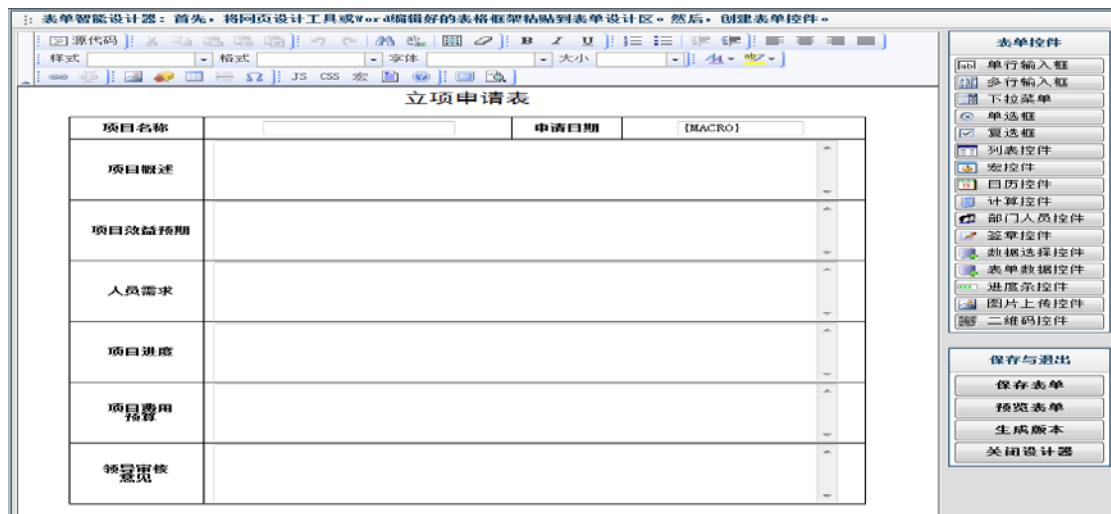 表单智能设计器：首先，将网页设计工具或Word编辑好的表格框架粘贴到表单设计区。然后，创建表单控件。
源代码
B I U
样式 格式 字体 大小
JS CSS 宏
立项申请表
项目名称 申请日期 {MACRO}
项目概述
项目效益预期
人员需求
项目进度
项目费用
预算
领导审核
意见
表单控件
单行输入框
多行输入框
下拉菜单
单选框
复选框
列表控件
宏控件
日历控件
计算控件
部门人员控件
签章控件
数据选择控件
表单数据控件
进度条控件
图片上传控件
二维码控件
保存与退出
保存表单
预览表单
生成版本
关闭设计器